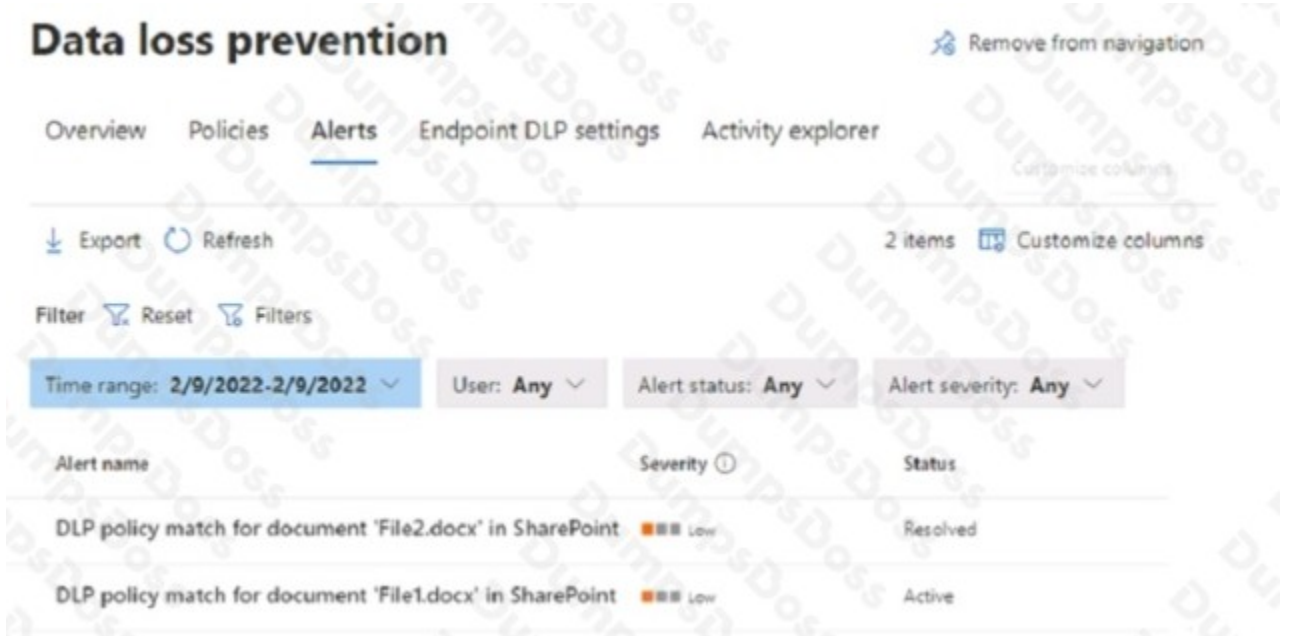 Data loss prevention
Remove from navigation
Overview Policies Alerts Endpoint DLP settings Activity explorer
Customize columns
Export Refresh 2 items Customize columns
Filter Reset Filters
Time range: 2/9/2022-2/9/2022 User: Any Alert status: Any Alert severity: Any
Alert name Severity Status
DLP policy match for document 'File2.docx' in SharePoint Low Resolved
DLP policy match for document 'File1.docx' in SharePoint Low Active
DumpsDoss